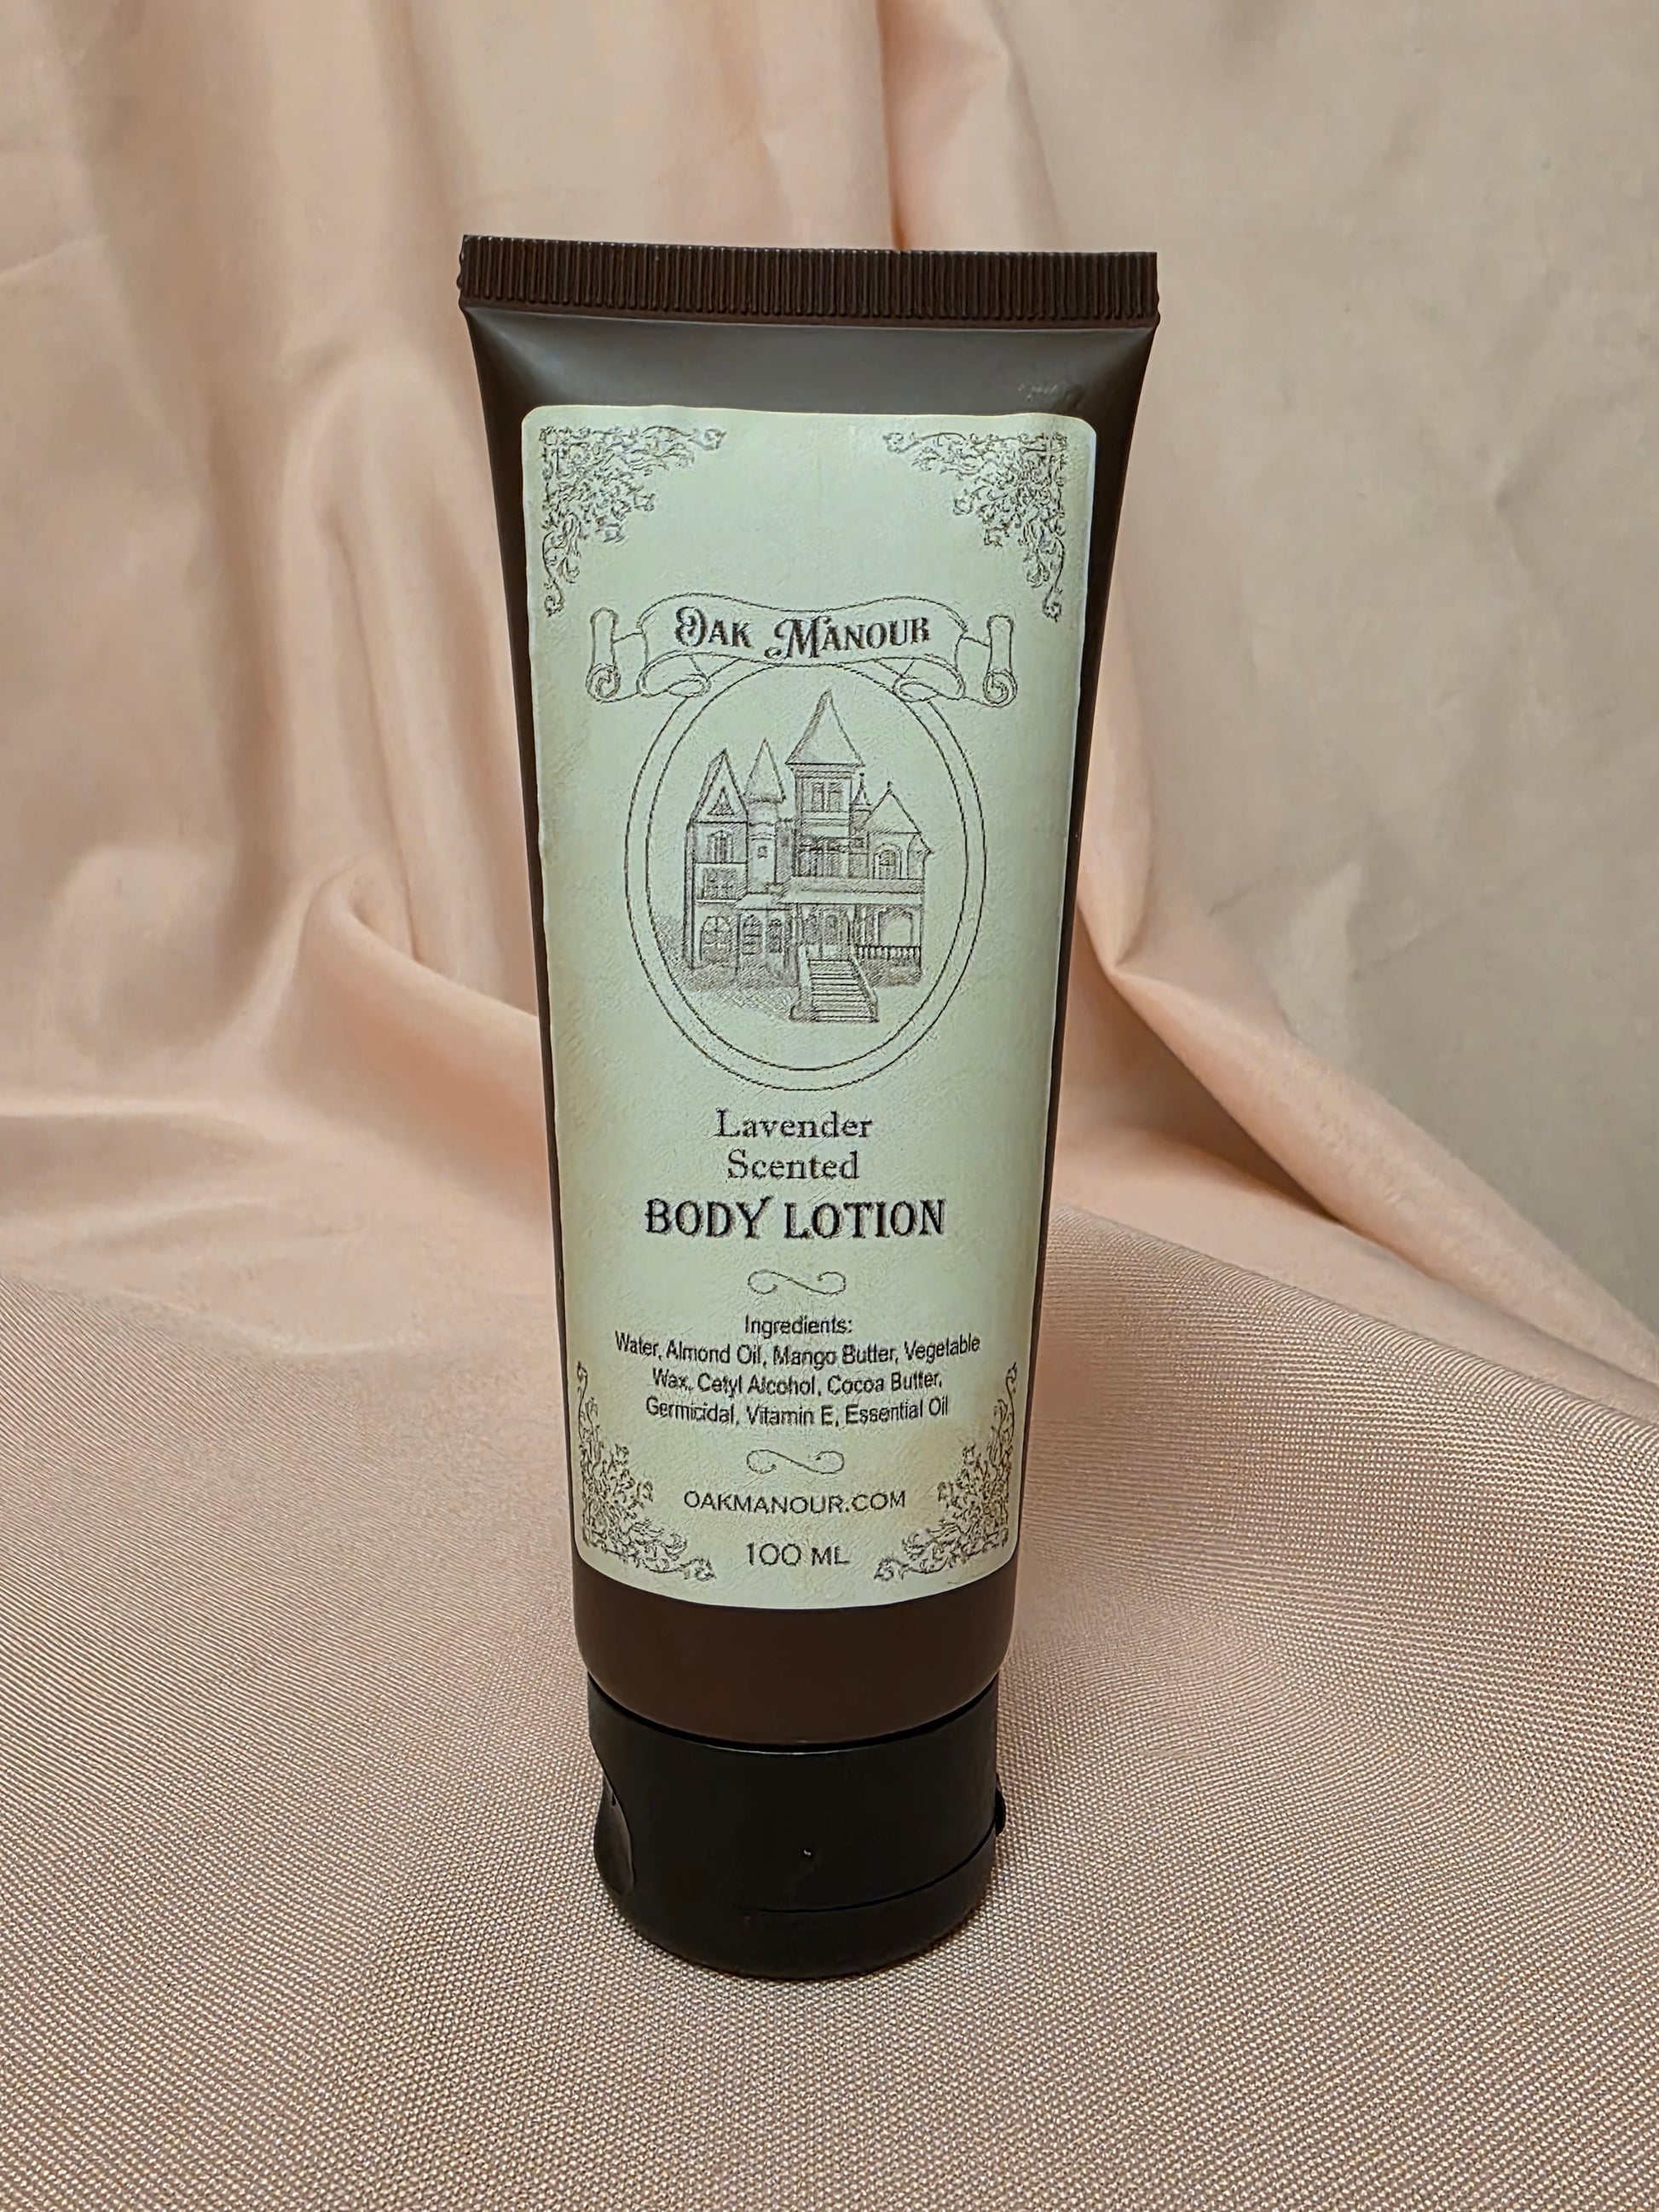 Oak Manour
Lavender
Scented
BODY LOTION
Ingredients:
Water, Almond Oil, Mango Butter, Vegetable
Wax, Cetyl Alcohol, Cocoa Butter,
Germicidal, Vitamin E, Essential Oil
OAKMANOUR.COM
100 ML